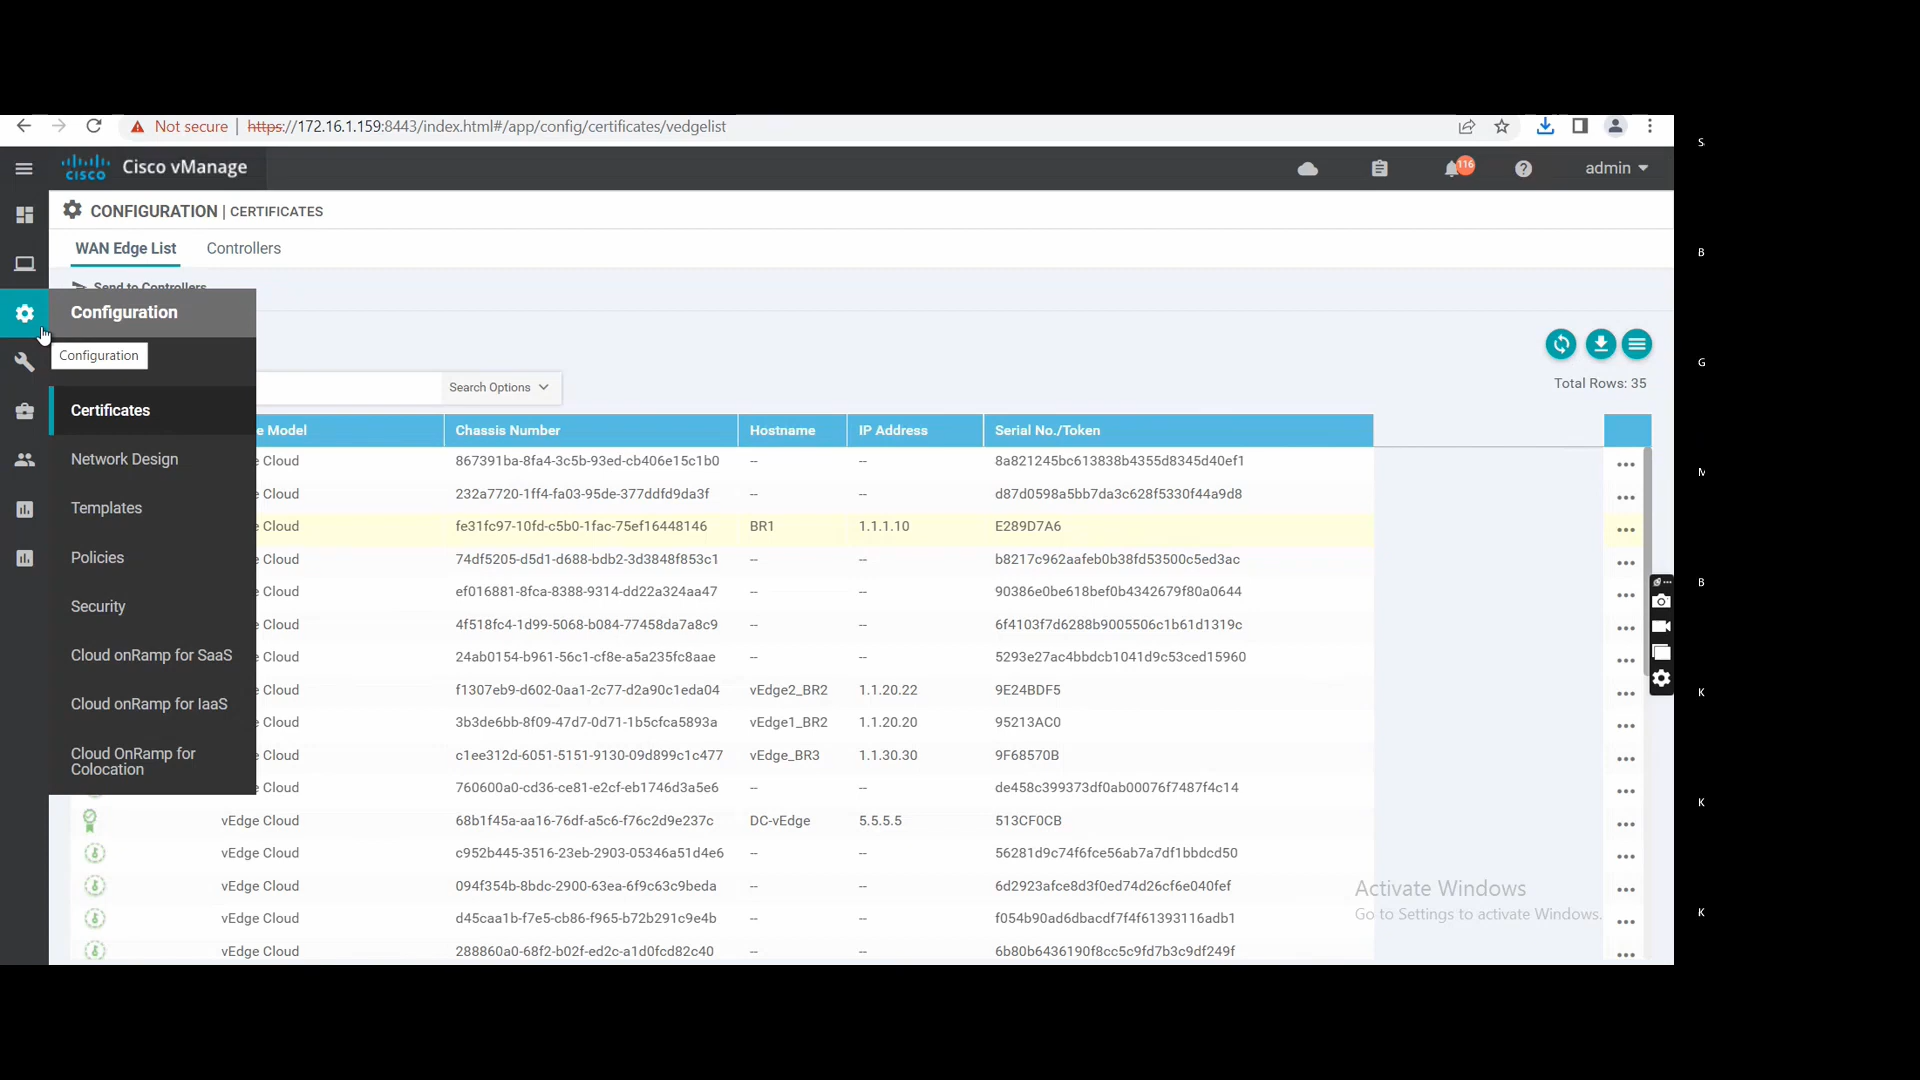 Not secure | https://172.16.1.159:8443/index.html#/app/config/certificates/vedgelist
S
cisco Cisco vManage 116 admin
CONFIGURATION | CERTIFICATES
WAN Edge List Controllers
B
Send to Controllers
Configuration
Configuration
G
Search Options Total Rows: 35
Certificates
e Model Chassis Number Hostname IP Address Serial No./Token
Network Design
e Cloud 867391ba-8fa4-3c5b-93ed-cb406e15c1b0 -- -- 8a821245bc613838b4355d8345d40ef1
e Cloud 232a7720-1ff4-fa03-95de-377ddfd9da3f -- -- d87d0598a5bb7da3c628f5330f44a9d8
Templates
e Cloud fe31fc97-10fd-c5b0-1fac-75ef16448146 BR1 1.1.1.10 E289D7A6
Policies
e Cloud 74df5205-d5d1-d688-bdb2-3d3848f853c1 -- -- b8217c962aafeb0b38fd53500c5ed3ac
B
e Cloud ef016881-8fca-8388-9314-dd22a324aa47 -- -- 90386e0be618bef0b4342679f80a0644
Security
e Cloud 4f518fc4-1d99-5068-b084-77458da7a8c9 -- -- 6f4103f7d6288b9005506c1b61d1319c
Cloud onRamp for SaaS
e Cloud 24ab0154-b961-56c1-cf8e-a5a235fc8aae -- -- 5293e27ac4bbdcb1041d9c53ced15960
e Cloud f1307eb9-d602-0aa1-2c77-d2a90c1eda04 vEdge2_BR2 1.1.20.22 9E24BDF5
K
Cloud onRamp for IaaS
e Cloud 3b3de6bb-8f09-47d7-0d71-1b5cfca5893a vEdge1_BR2 1.1.20.20 95213AC0
Cloud OnRamp for
Colocation
e Cloud c1ee312d-6051-5151-9130-09d899c1c477 vEdge_BR3 1.1.30.30 9F68570B
e Cloud 760600a0-cd36-ce81-e2cf-eb1746d3a5e6 -- -- de458c399373df0ab00076f7487f4c14
K
vEdge Cloud 68b1f45a-aa16-76df-a5c6-f76c2d9e237c DC-vEdge 5.5.5.5 513CF0CB
vEdge Cloud c952b445-3516-23eb-2903-05346a51d4e6 -- -- 56281d9c74f6fce56ab7a7df1bbdcd50
vEdge Cloud 094f354b-8bdc-2900-63ea-6f9c63c9beda -- -- 6d2923afce8d3f0ed74d26cf6e040fef
Activate Windows
Go to Settings to activate Windows.
K
vEdge Cloud d45caa1b-f7e5-cb86-f965-b72b291c9e4b -- -- f054b90ad6dbacdf7f4f61393116adb1
vEdge Cloud 288860a0-68f2-b02f-ed2c-a1d0fcd82c40 -- -- 6b80b6436190f8cc5c9fd7b3c9df249f